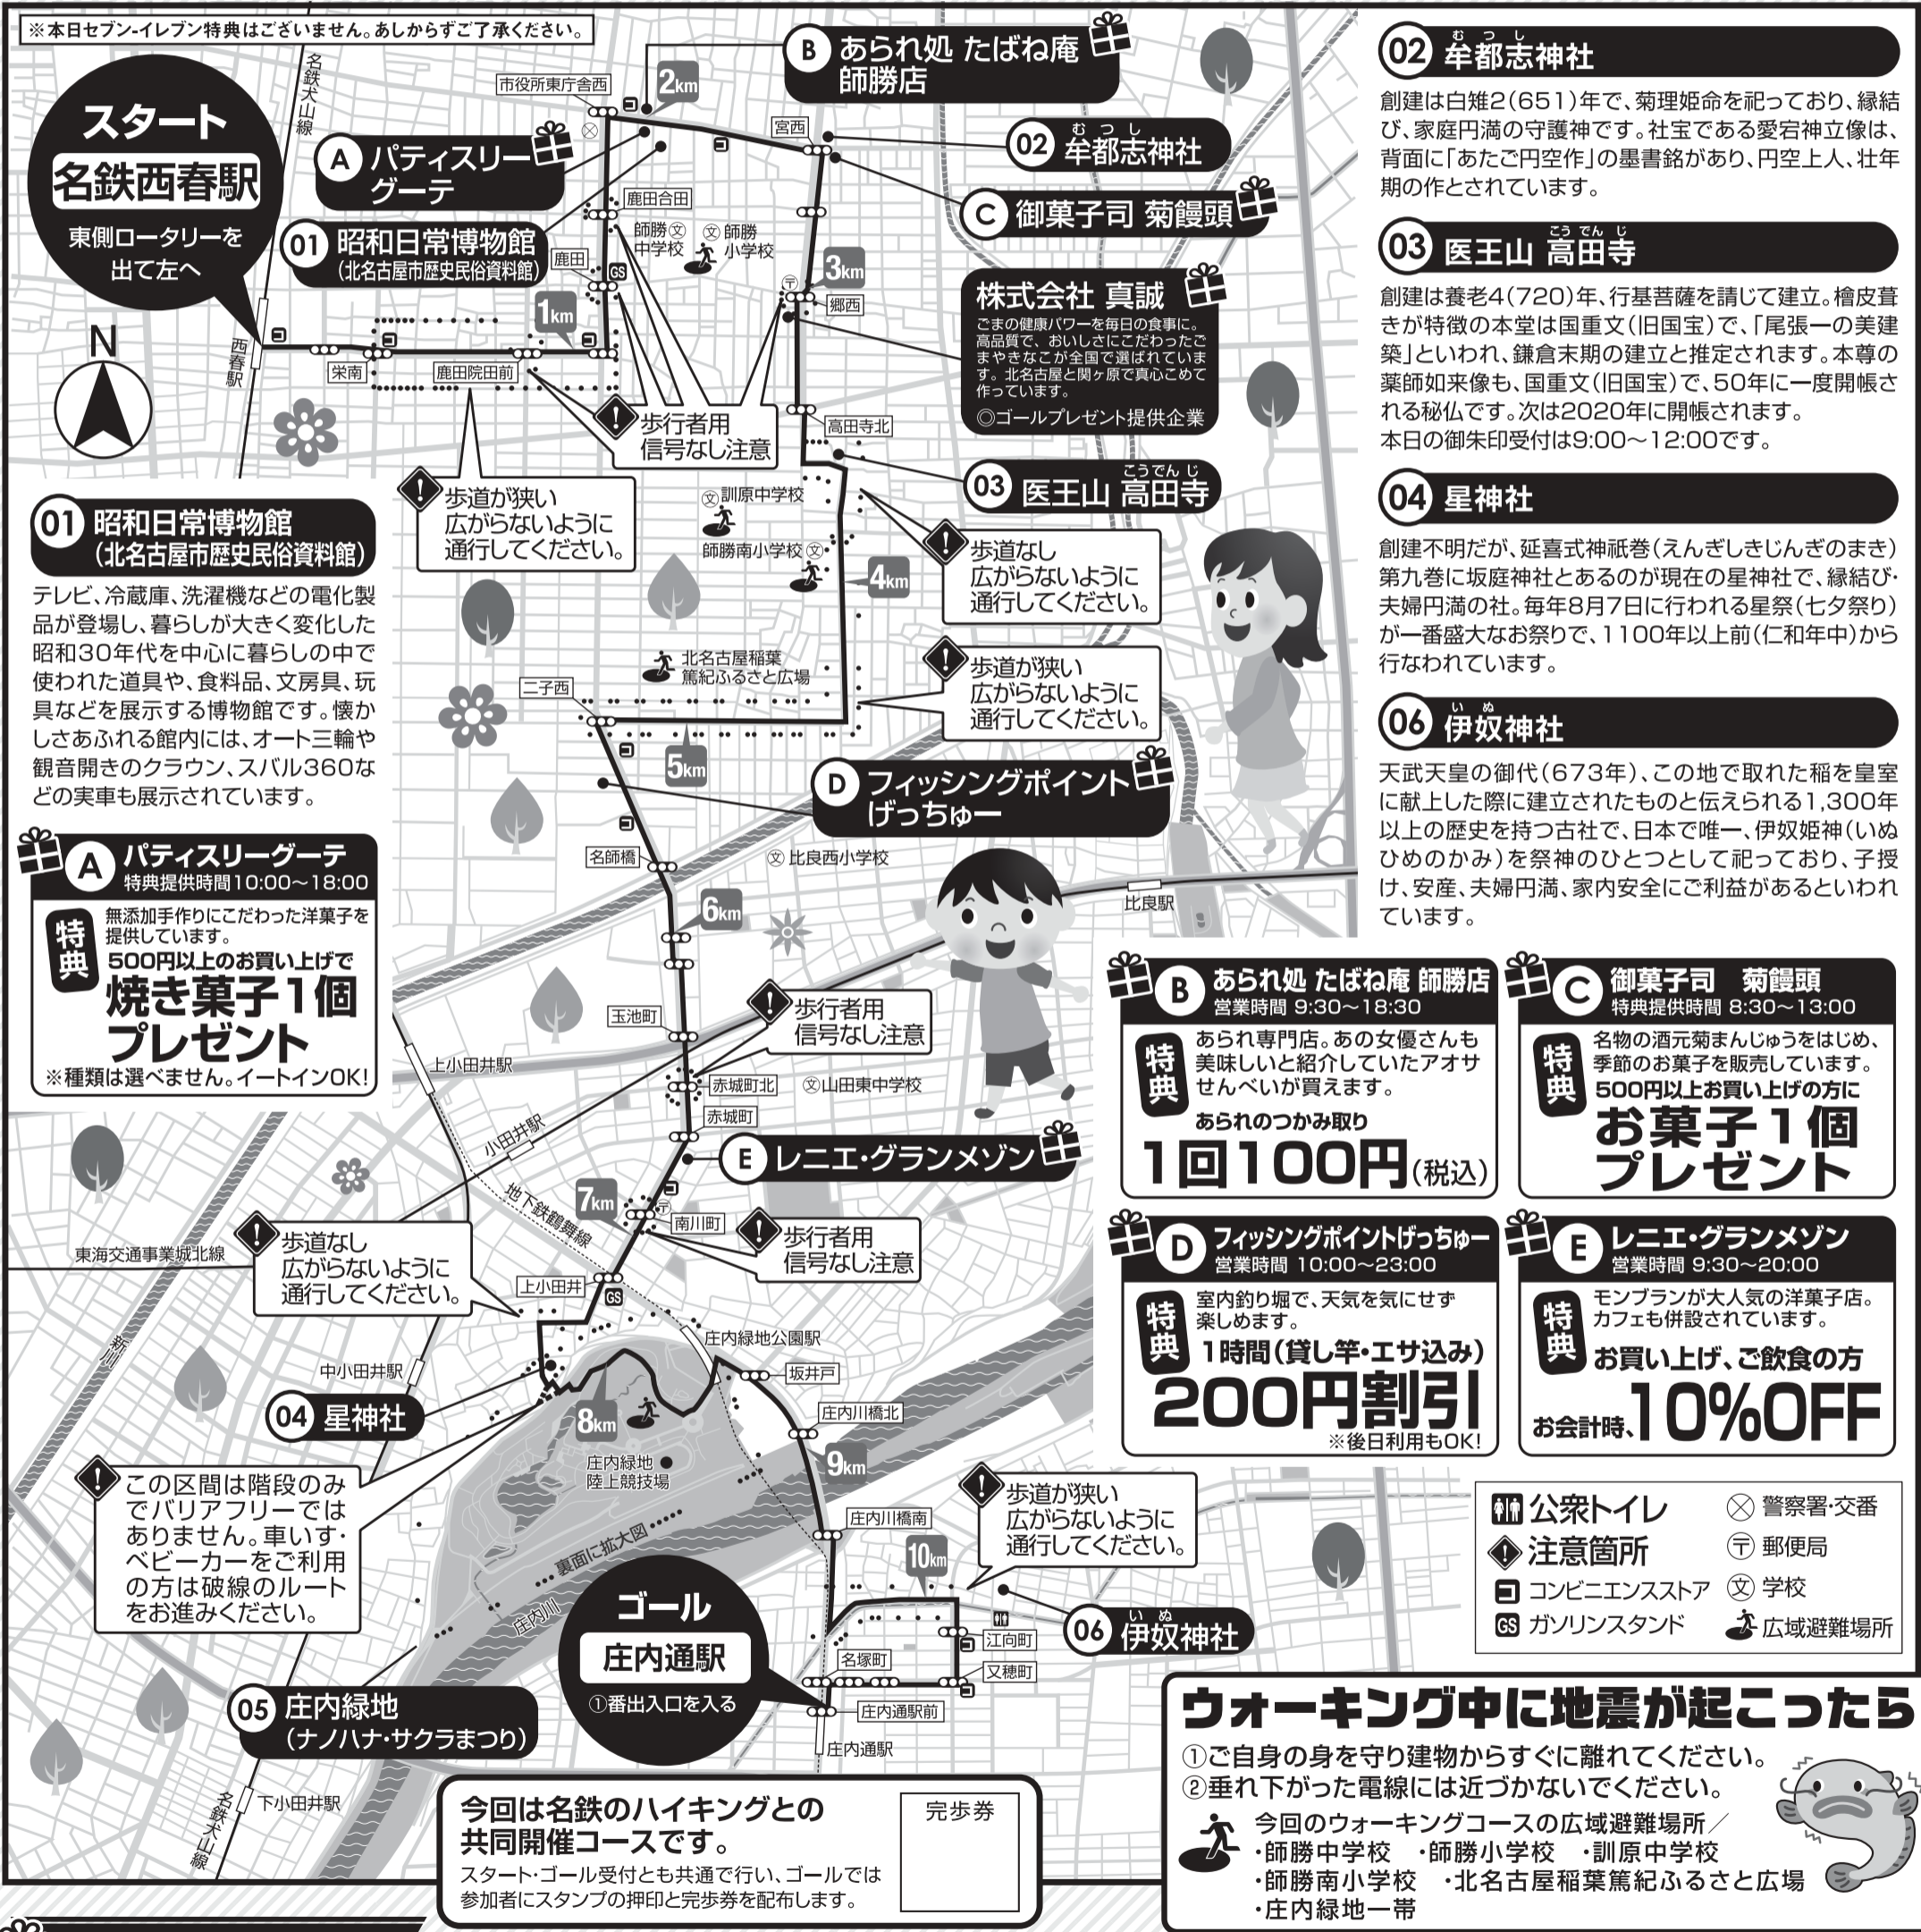 ※本日セブン-イレブン特典はございません。あしからずご了承ください。
スタート
名鉄西春駅
東側ロータリーを
出て左へ
名鉄犬山線
西春駅
N
市役所東庁舎西
2km
B あられ処 たばね庵
師勝店
A パティスリー
グーテ
01 昭和日常博物館
(北名古屋市歴史民俗資料館)
宮西
むつし
02 牟都志神社
C 御菓子司 菊饅頭
鹿田合田
師勝 文
中学校
文 師勝
小学校
鹿田
GS
1km
3km
〒
郷西
栄南
鹿田院田前
株式会社 真誠
ごまの健康パワーを毎日の食事に。
高品質で、おいしさにこだわったご
まやきなこが全国で選ばれていま
す。北名古屋と関ヶ原で真心こめて
作っています。
◎ゴールプレゼント提供企業
! 歩行者用
信号なし注意
高田寺北
こうでんじ
03 医王山 高田寺
! 歩道が狭い
広がらないように
通行してください。
文 訓原中学校
師勝南小学校 文
! 歩道なし
広がらないように
通行してください。
4km
! 歩道が狭い
広がらないように
通行してください。
北名古屋稲葉
篤紀ふるさと広場
二子西
5km
D フィッシングポイント
げっちゅー
名師橋
文 比良西小学校
比良駅
6km
玉池町
! 歩行者用
信号なし注意
上小田井駅
赤城町北
文 山田東中学校
赤城町
小田井駅
E レニエ・グランメゾン
7km
〒
地下鉄鶴舞線
南川町
! 歩行者用
信号なし注意
東海交通事業城北線
! 歩道なし
広がらないように
通行してください。
上小田井
GS
新川
庄内緑地公園駅
中小田井駅
坂井戸
04 星神社
8km
庄内川橋北
庄内緑地
陸上競技場
9km
! この区間は階段のみ
でバリアフリーでは
ありません。車いす・
ベビーカーをご利用
の方は破線のルート
をお進みください。
裏面に拡大図
庄内川
庄内川橋南
! 歩道が狭い
広がらないように
通行してください。
10km
ゴール
庄内通駅
①番出入口を入る
いぬ
06 伊奴神社
江向町
名塚町
又穂町
庄内通駅前
庄内通駅
05 庄内緑地
(ナノハナ・サクラまつり)
名鉄犬山線
下小田井駅
01 昭和日常博物館
(北名古屋市歴史民俗資料館)
テレビ、冷蔵庫、洗濯機などの電化製
品が登場し、暮らしが大きく変化した
昭和30年代を中心に暮らしの中で
使われた道具や、食料品、文房具、玩
具などを展示する博物館です。懐か
しさあふれる館内には、オート三輪や
観音開きのクラウン、スバル360な
どの実車も展示されています。
A パティスリーグーテ
特典提供時間10:00～18:00
特典
無添加手作りにこだわった洋菓子を
提供しています。
500円以上のお買い上げで
焼き菓子1個
プレゼント
※種類は選べません。イートインOK!
むつし
02 牟都志神社
創建は白雉2(651)年で、菊理姫命を祀っており、縁結
び、家庭円満の守護神です。社宝である愛宕神立像は、
背面に「あたご円空作」の墨書銘があり、円空上人、壮年
期の作とされています。
こうでんじ
03 医王山 高田寺
創建は養老4(720)年、行基菩薩を請じて建立。檜皮葺
きが特徴の本堂は国重文(旧国宝)で、「尾張一の美建
築」といわれ、鎌倉末期の建立と推定されます。本尊の
薬師如来像も、国重文(旧国宝)で、50年に一度開帳さ
れる秘仏です。次は2020年に開帳されます。
本日の御朱印受付は9:00～12:00です。
04 星神社
創建不明だが、延喜式神祇巻(えんぎしきじんぎのまき)
第九巻に坂庭神社とあるのが現在の星神社で、縁結び・
夫婦円満の社。毎年8月7日に行われる星祭(七夕祭り)
が一番盛大なお祭りで、1100年以上前(仁和年中)から
行なわれています。
いぬ
06 伊奴神社
天武天皇の御代(673年)、この地で取れた稲を皇室
に献上した際に建立されたものと伝えられる1,300年
以上の歴史を持つ古社で、日本で唯一、伊奴姫神(いぬ
ひめのかみ)を祭神のひとつとして祀っており、子授
け、安産、夫婦円満、家内安全にご利益があるといわれ
ています。
B あられ処 たばね庵 師勝店
営業時間 9:30～18:30
特典
あられ専門店。あの女優さんも
美味しいと紹介していたアオサ
せんべいが買えます。
あられのつかみ取り
1回100円(税込)
C 御菓子司 菊饅頭
特典提供時間 8:30～13:00
特典
名物の酒元菊まんじゅうをはじめ、
季節のお菓子を販売しています。
500円以上お買い上げの方に
お菓子1個
プレゼント
D フィッシングポイントげっちゅー
営業時間 10:00～23:00
特典
室内釣り堀で、天気を気にせず
楽しめます。
1時間(貸し竿・エサ込み)
200円割引
※後日利用もOK!
E レニエ・グランメゾン
営業時間 9:30～20:00
特典
モンブランが大人気の洋菓子店。
カフェも併設されています。
お買い上げ、ご飲食の方
お会計時、10%OFF
公衆トイレ
! 注意箇所
コンビニエンスストア
GS ガソリンスタンド
警察署・交番
〒 郵便局
文 学校
広域避難場所
今回は名鉄のハイキングとの
共同開催コースです。
スタート・ゴール受付とも共通で行い、ゴールでは
参加者にスタンプの押印と完歩券を配布します。
完歩券
ウォーキング中に地震が起こったら
①ご自身の身を守り建物からすぐに離れてください。
②垂れ下がった電線には近づかないでください。
今回のウォーキングコースの広域避難場所／
・師勝中学校 ・師勝小学校 ・訓原中学校
・師勝南小学校 ・北名古屋稲葉篤紀ふるさと広場
・庄内緑地一帯